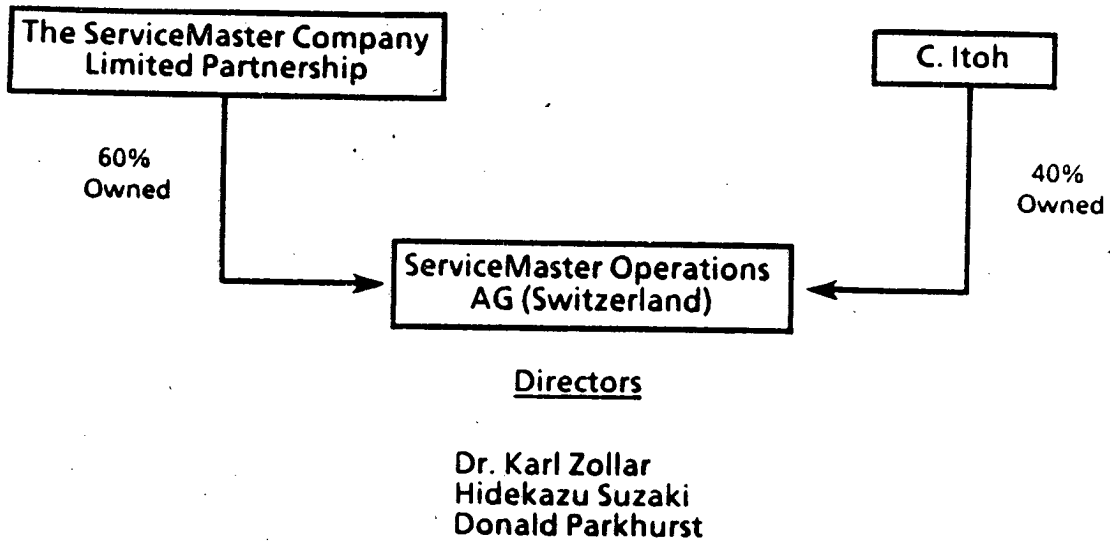 The ServiceMaster Company
Limited Partnership
C. Itoh
60%
Owned
40%
Owned
ServiceMaster Operations
AG (Switzerland)
Directors
Dr. Karl Zollar
Hidekazu Suzaki
Donald Parkhurst